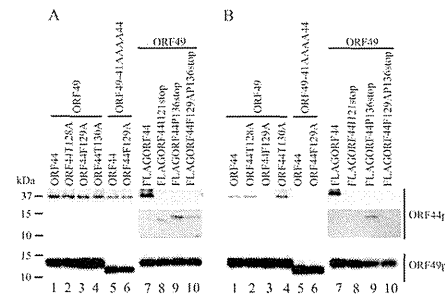 A
B
ORF49
ORF49-41AAAA44
ORF49
ORF49
ORF49-41AAAA44
ORF49
ORF44
ORF44T128A
ORF44F129A
ORF44T130A
ORF44
ORF44F129A
FLAGORF44
FLAGORF44I121stop
FLAGORF44P136stop
FLAGORF44F129AP136stop
ORF44
ORF44T128A
ORF44F129A
ORF44T130A
ORF44
ORF44F129A
FLAGORF44
FLAGORF44I121stop
FLAGORF44P136stop
FLAGORF44F129AP136stop
kDa
37
15
10
15
10
ORF44p
ORF49p
1 2 3 4 5 6 7 8 9 10
1 2 3 4 5 6 7 8 9 10